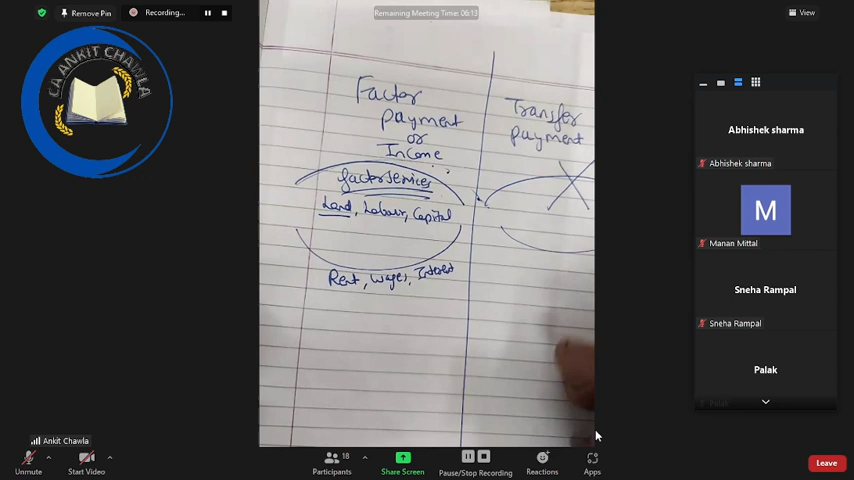 Remove Pin
Recording...
Remaining Meeting Time: 06:13
View
CA ANKIT CHAWLA
Factor
Payment
or
Income
factor services
Land, Labour, Capital
Rent, wages, Interest
Transfer
payment
Abhishek sharma
Abhishek sharma
M
Manan Mittal
Sneha Rampal
Sneha Rampal
Palak
Palak
Ankit Chawla
Unmute
Start Video
18
Participants
Share Screen
Pause/Stop Recording
Reactions
Apps
Leave